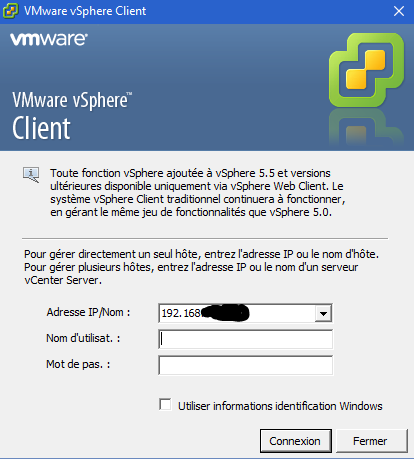 VMware vSphere Client
vmware®
VMware vSphere™
Client
Toute fonction vSphere ajoutée à vSphere 5.5 et versions
ultérieures disponible uniquement via vSphere Web Client. Le
système vSphere Client traditionnel continuera à fonctionner,
en gérant le même jeu de fonctionnalités que vSphere 5.0.
Pour gérer directement un seul hôte, entrez l'adresse IP ou le nom d'hôte.
Pour gérer plusieurs hôtes, entrez l'adresse IP ou le nom d'un serveur
vCenter Server.
Adresse IP/Nom : 192.168
Nom d'utilisat. :
Mot de pas. :
Utiliser informations identification Windows
Connexion Fermer